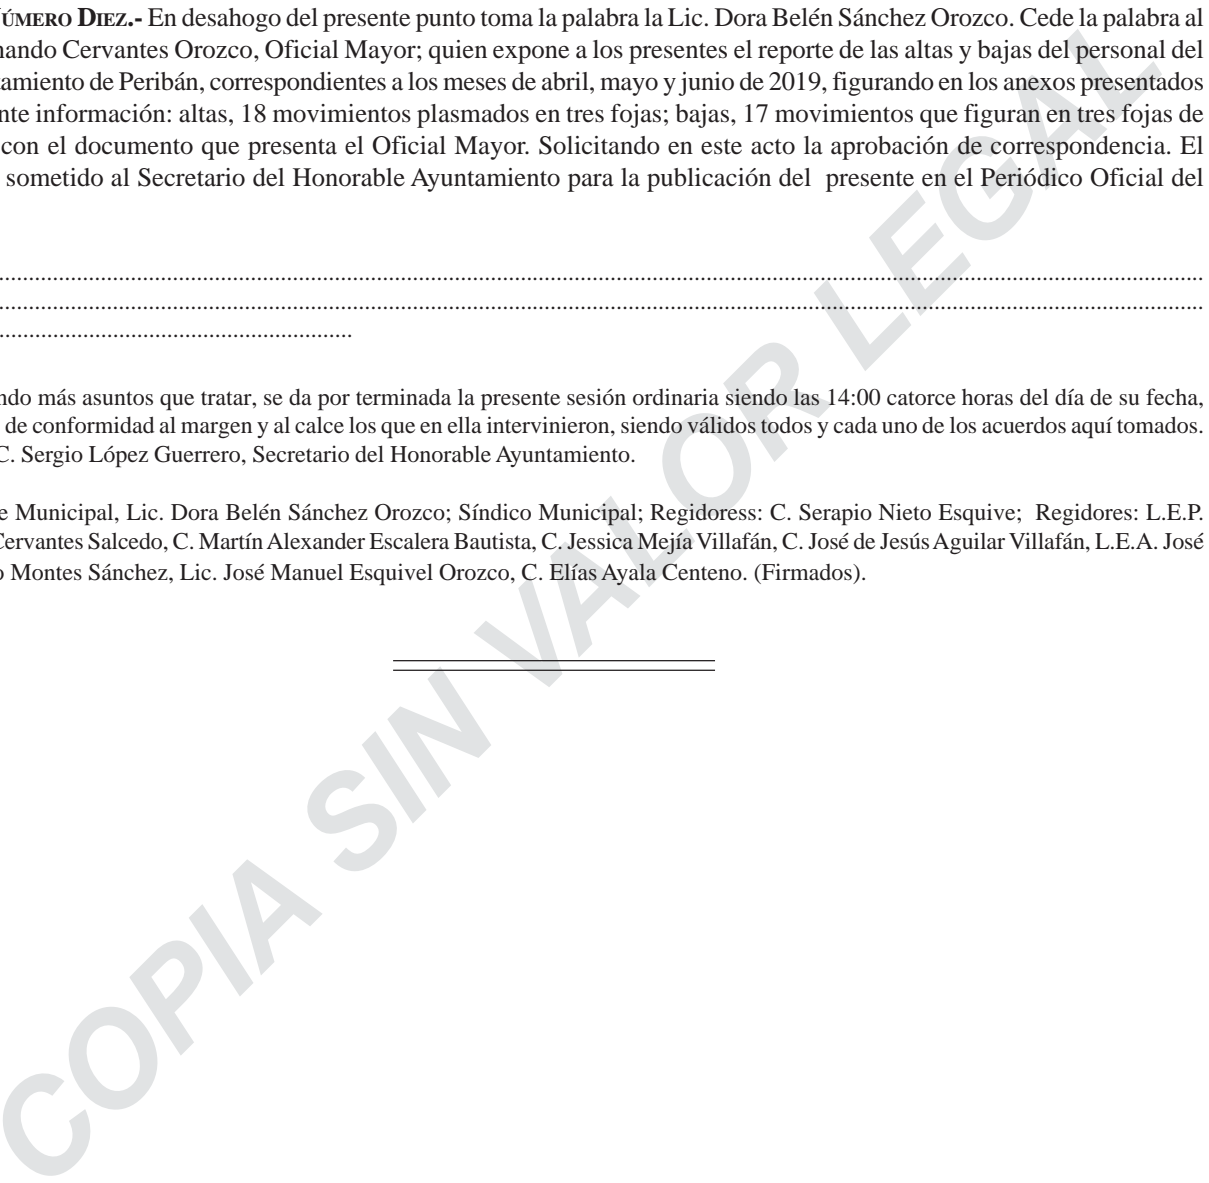 ÚMERO DIEZ.- En desahogo del presente punto toma la palabra la Lic. Dora Belén Sánchez Orozco. Cede la palabra al
nando Cervantes Orozco, Oficial Mayor; quien expone a los presentes el reporte de las altas y bajas del personal del
tamiento de Peribán, correspondientes a los meses de abril, mayo y junio de 2019, figurando en los anexos presentados
nte información: altas, 18 movimientos plasmados en tres fojas; bajas, 17 movimientos que figuran en tres fojas de
con el documento que presenta el Oficial Mayor. Solicitando en este acto la aprobación de correspondencia. El
sometido al Secretario del Honorable Ayuntamiento para la publicación del presente en el Periódico Oficial del
ndo más asuntos que tratar, se da por terminada la presente sesión ordinaria siendo las 14:00 catorce horas del día de su fecha,
de conformidad al margen y al calce los que en ella intervinieron, siendo válidos todos y cada uno de los acuerdos aquí tomados.
C. Sergio López Guerrero, Secretario del Honorable Ayuntamiento.
e Municipal, Lic. Dora Belén Sánchez Orozco; Síndico Municipal; Regidoress: C. Serapio Nieto Esquive; Regidores: L.E.P.
Cervantes Salcedo, C. Martín Alexander Escalera Bautista, C. Jessica Mejía Villafán, C. José de Jesús Aguilar Villafán, L.E.A. José
o Montes Sánchez, Lic. José Manuel Esquivel Orozco, C. Elías Ayala Centeno. (Firmados).
COPIA SIN VALOR LEGAL